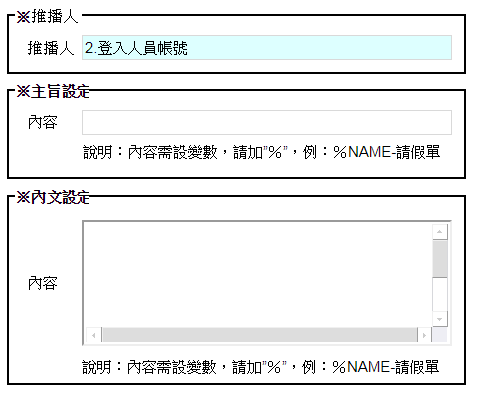 ※推播人
推播人 2.登入人員帳號
※主旨設定
內容
說明：內容需設變數，請加"％"，例：％NAME-請假單
※內文設定
內容
說明：內容需設變數，請加"％"，例：％NAME-請假單